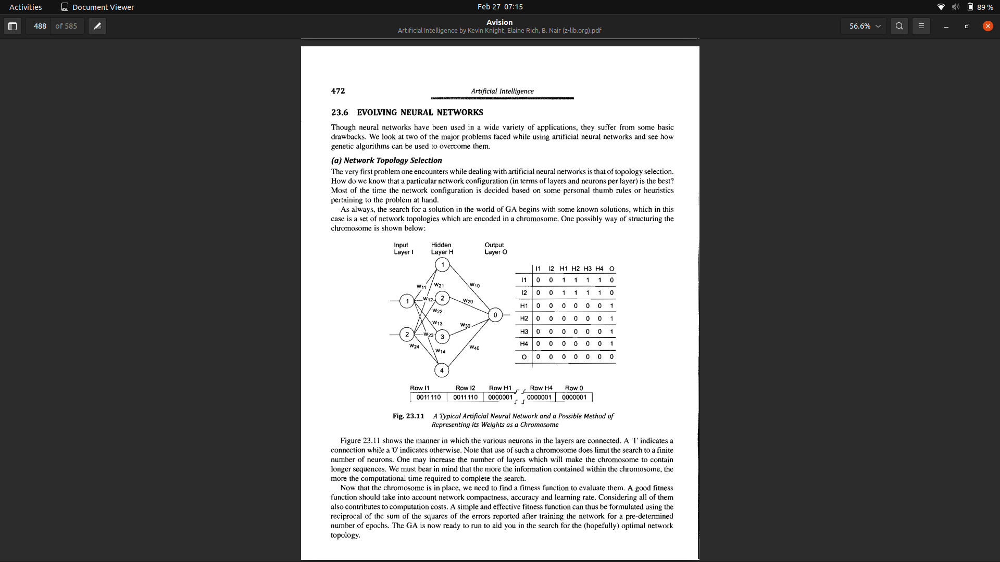 Activities
Document Viewer
Feb 27 07:15
89 %
488 of 585
Avision
Artificial Intelligence by Kevin Knight, Elaine Rich, B. Nair (z-lib.org).pdf
56.6%
472
Artificial Intelligence
23.6 EVOLVING NEURAL NETWORKS
Though neural networks have been used in a wide variety of applications, they suffer from some basic
drawbacks. We look at two of the major problems faced while using artificial neural networks and see how
genetic algorithms can be used to overcome them.
(a) Network Topology Selection
The very first problem one encounters while dealing with artificial neural networks is that of topology selection.
How do we know that a particular network configuration (in terms of layers and neurons per layer) is the best?
Most of the time the network configuration is decided based on some personal thumb rules or heuristics
pertaining to the problem at hand.
As always, the search for a solution in the world of GA begins with some known solutions, which in this
case is a set of network topologies which are encoded in a chromosome. One possibly way of structuring the
chromosome is shown below:
Input Hidden Output
Layer I Layer H Layer O
1
W11 W21 W10
1 W12 2 W20
W22
0
W13 W30
2 W23 3
W24 W14 W40
4
I1 I2 H1 H2 H3 H4 O
I1 0 0 1 1 1 1 0
I2 0 0 1 1 1 1 0
H1 0 0 0 0 0 0 1
H2 0 0 0 0 0 0 1
H3 0 0 0 0 0 0 1
H4 0 0 0 0 0 0 1
O 0 0 0 0 0 0 0
Row I1 Row I2 Row H1 Row H4 Row 0
0011110 0011110 0000001 0000001 0000001
Fig. 23.11 A Typical Artificial Neural Network and a Possible Method of
Representing its Weights as a Chromosome
Figure 23.11 shows the manner in which the various neurons in the layers are connected. A '1' indicates a
connection while a '0' indicates otherwise. Note that use of such a chromosome does limit the search to a finite
number of neurons. One may increase the number of layers which will make the chromosome to contain
longer sequences. We must bear in mind that the more the information contained within the chromosome, the
more the computational time required to complete the search.
Now that the chromosome is in place, we need to find a fitness function to evaluate them. A good fitness
function should take into account network compactness, accuracy and learning rate. Considering all of them
also contributes to computation costs. A simple and effective fitness function can thus be formulated using the
reciprocal of the sum of the squares of the errors reported after training the network for a pre-determined
number of epochs. The GA is now ready to run to aid you in the search for the (hopefully) optimal network
topology.